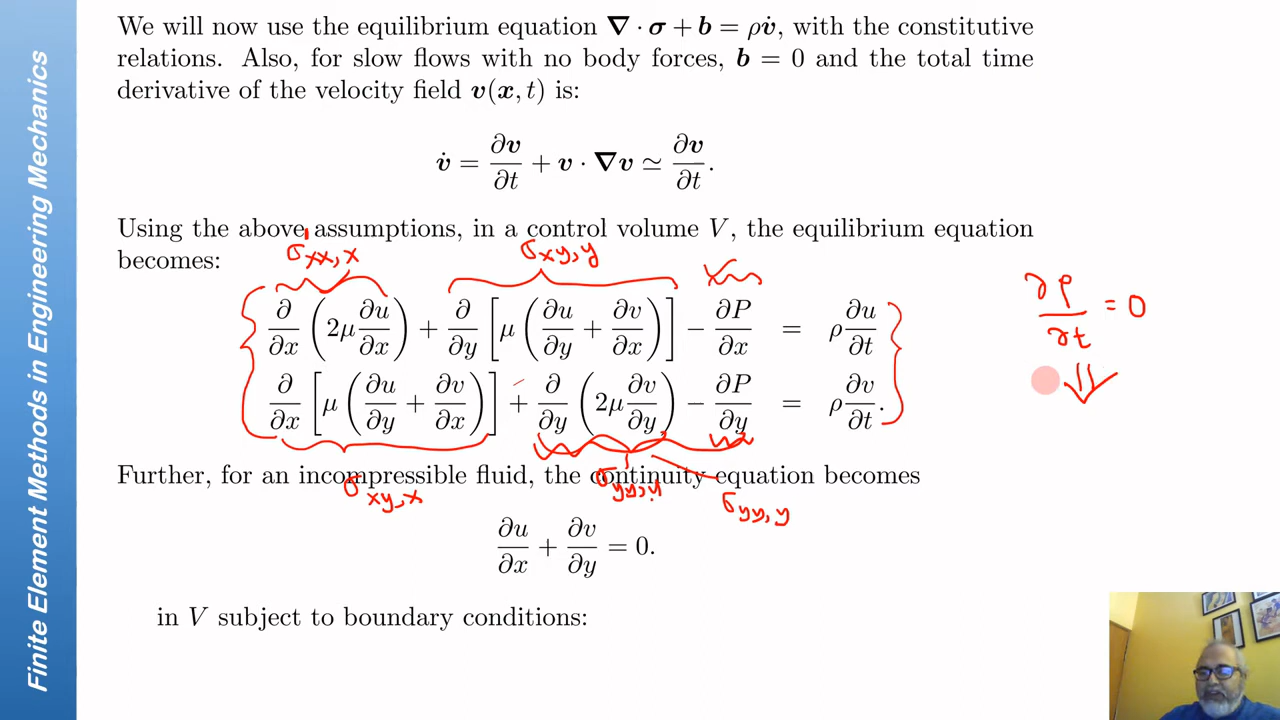 Finite Element Methods in Engineering Mechanics
We will now use the equilibrium equation ∇ · σ + b = ρv̇, with the constitutive
relations. Also, for slow flows with no body forces, b = 0 and the total time
derivative of the velocity field v(x, t) is:
v̇ = ∂v/∂t + v · ∇v ≃ ∂v/∂t.
Using the above assumptions, in a control volume V, the equilibrium equation
becomes:
σxx,x σxy,y
∂/∂x (2μ ∂u/∂x) + ∂/∂y [μ (∂u/∂y + ∂v/∂x)] − ∂P/∂x = ρ ∂u/∂t
∂ρ/∂t = 0
∂/∂x [μ (∂u/∂y + ∂v/∂x)] + ∂/∂y (2μ ∂v/∂y) − ∂P/∂y = ρ ∂v/∂t.
Further, for an incompressible fluid, the continuity equation becomes
σxy,x σyy,y σyy,y
∂u/∂x + ∂v/∂y = 0.
in V subject to boundary conditions: